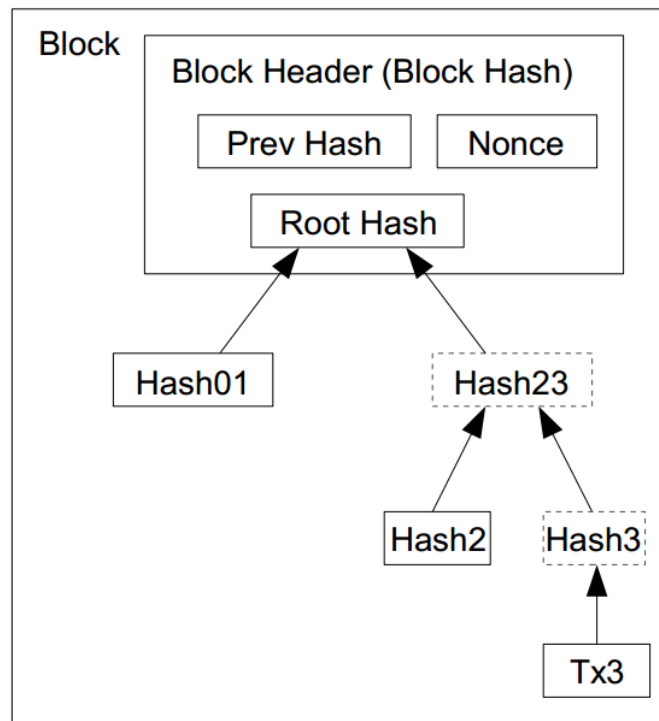 Block
Block Header (Block Hash)
Prev Hash
Nonce
Root Hash
Hash01
Hash23
Hash2
Hash3
Tx3